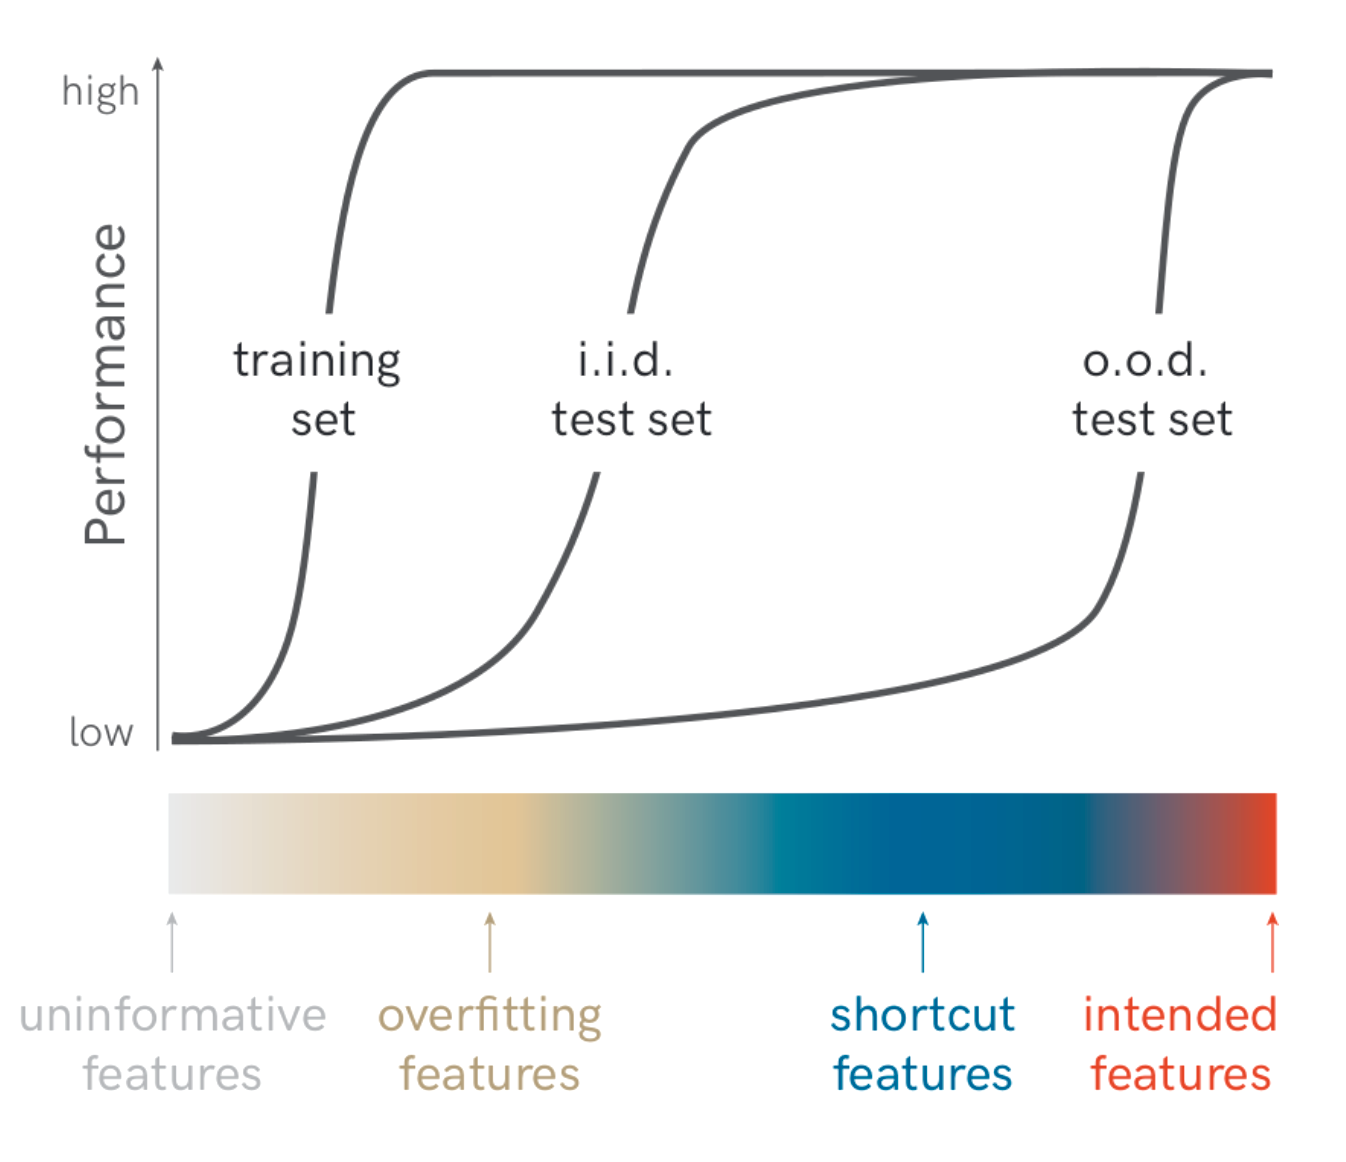 high
Performance
low
training
set
i.i.d.
test set
o.o.d.
test set
uninformative
features
overfitting
features
shortcut
features
intended
features